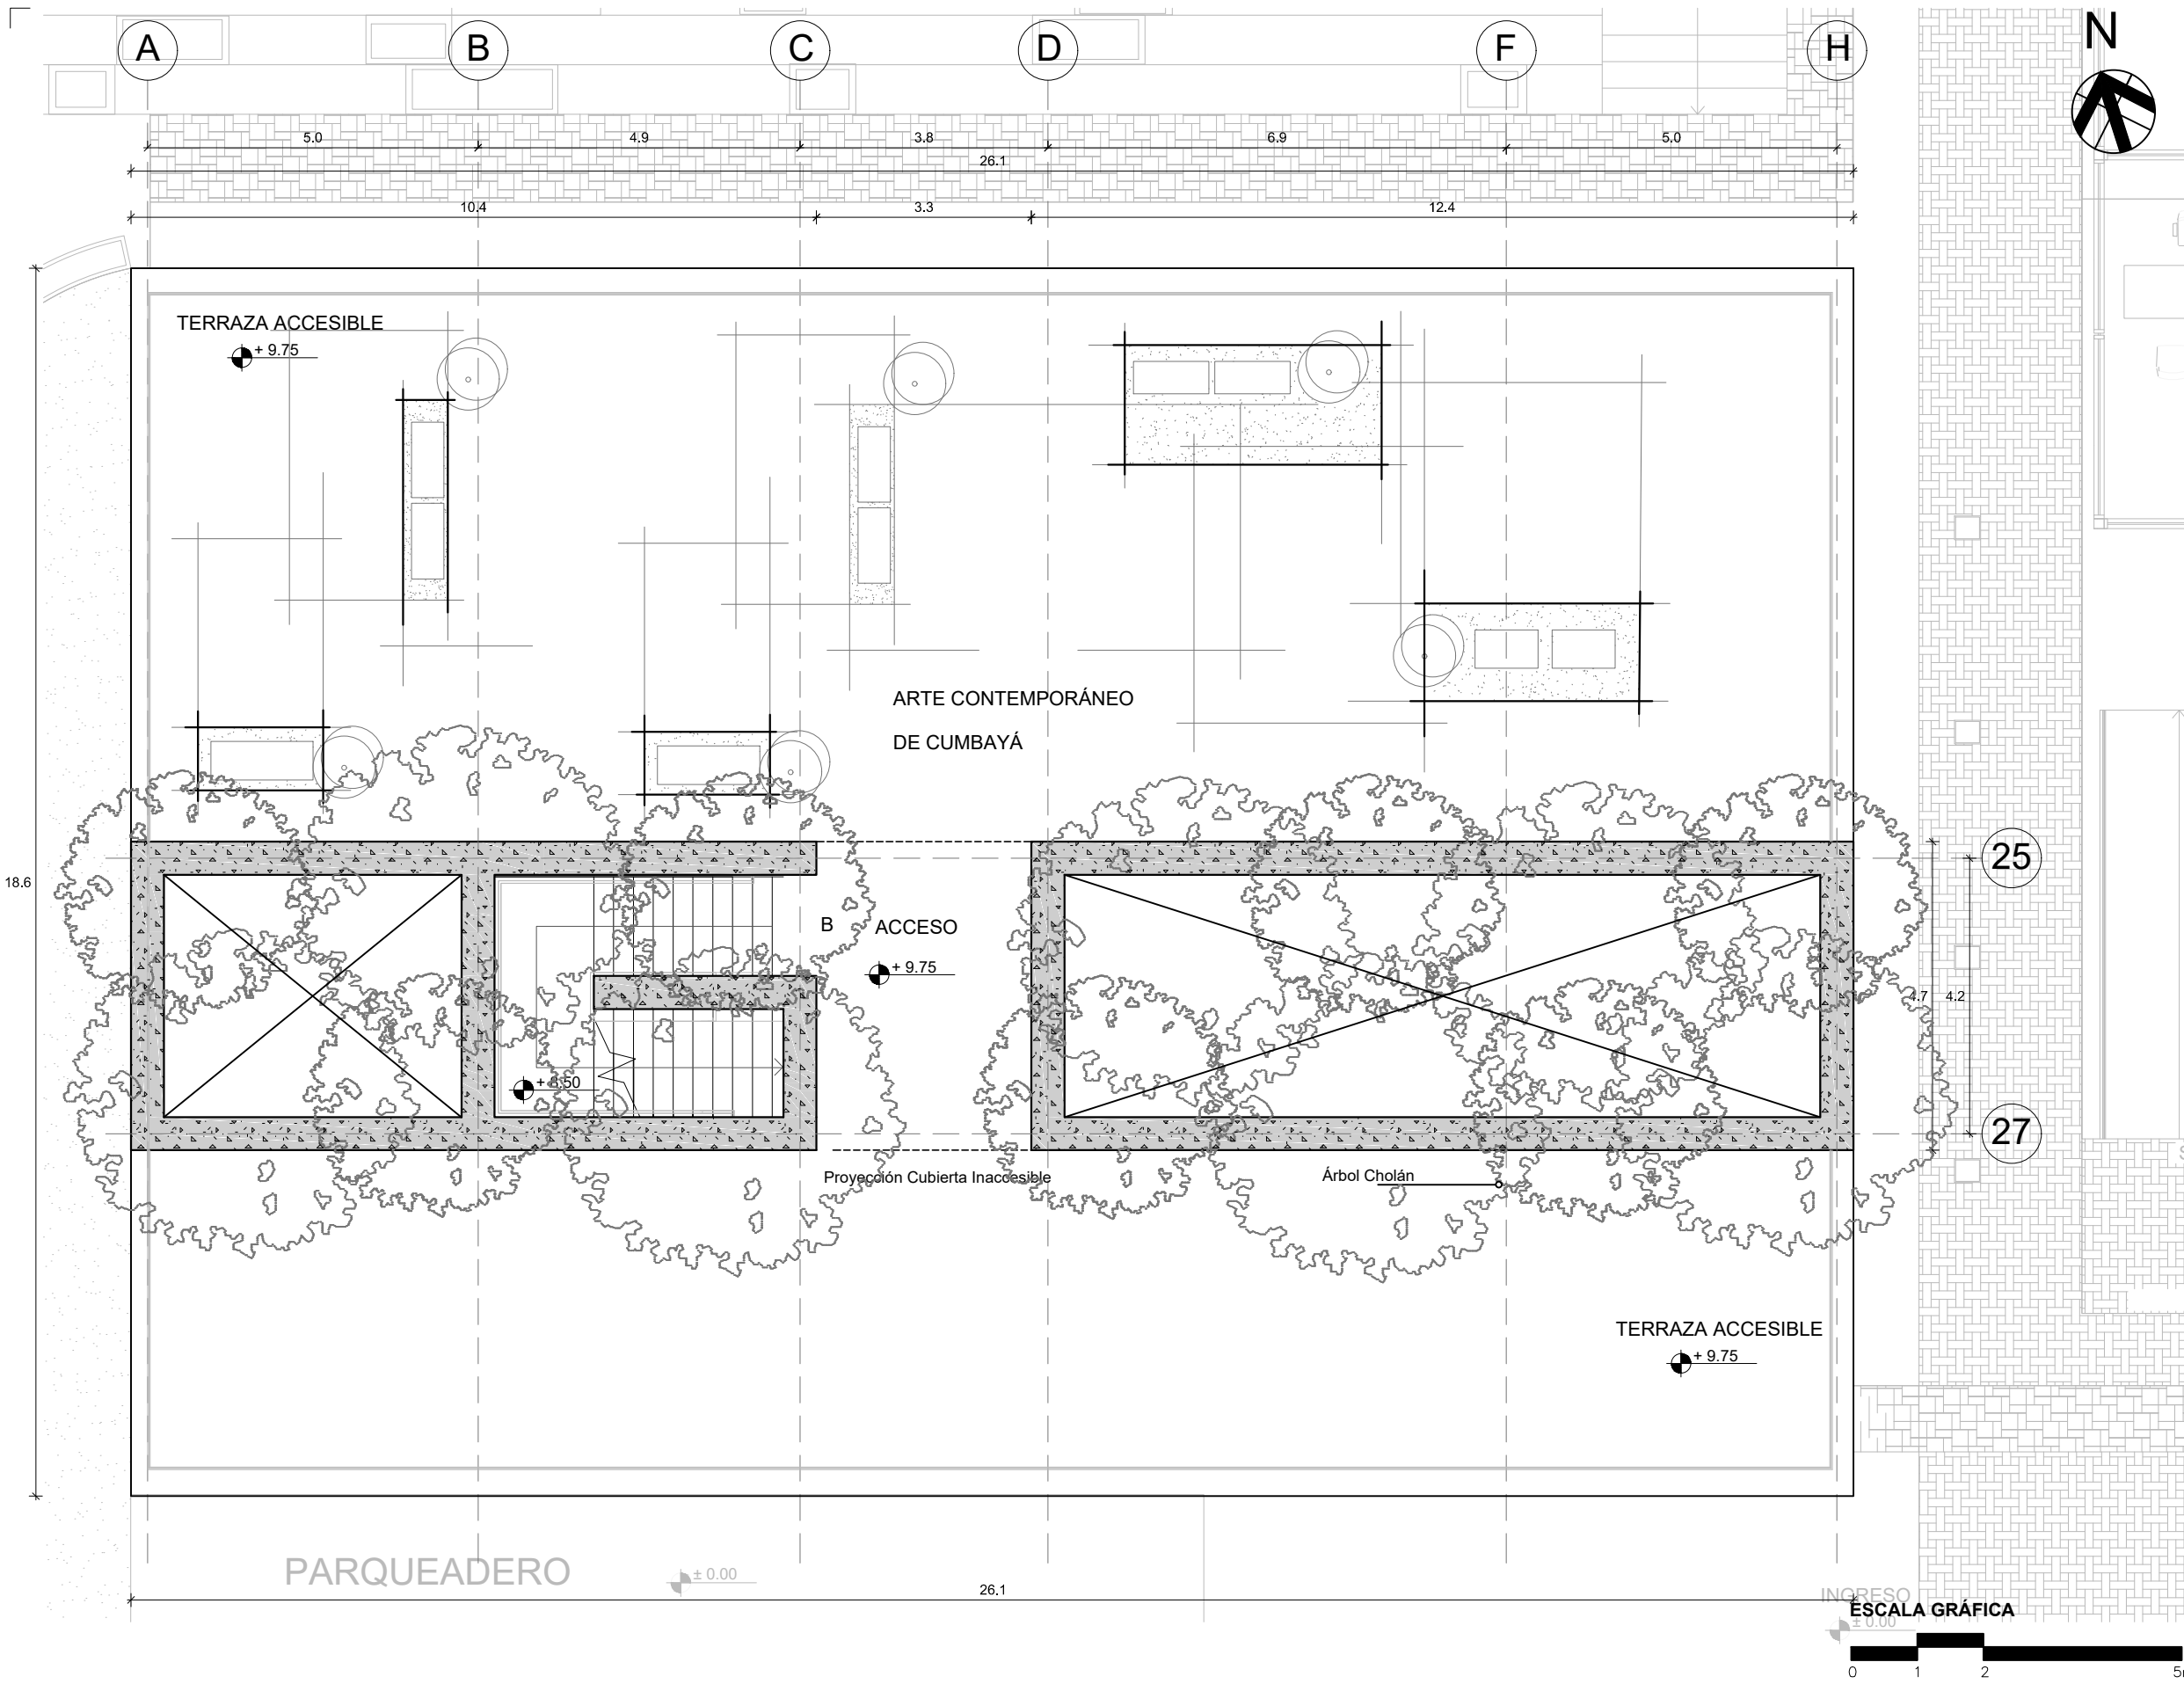 A B C D F H N
5.0 4.9 3.8 6.9 5.0
26.1
10.4 3.3 12.4
TERRAZA ACCESIBLE
+ 9.75
ARTE CONTEMPORÁNEO
DE CUMBAYÁ
25
18.6
B ACCESO
+ 9.75
4.7 4.2
+ 8.50
27
Proyección Cubierta Inaccesible
Árbol Cholán
TERRAZA ACCESIBLE
+ 9.75
PARQUEADERO
± 0.00
26.1
INGRESO
± 0.00
ESCALA GRÁFICA
0 1 2 5